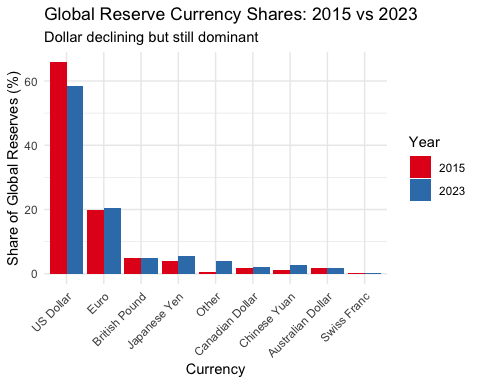 Global Reserve Currency Shares: 2015 vs 2023
Dollar declining but still dominant
Share of Global Reserves (%)
60
40
20
0
US Dollar
Euro
British Pound
Japanese Yen
Other
Canadian Dollar
Chinese Yuan
Australian Dollar
Swiss Franc
Currency
Year
2015
2023